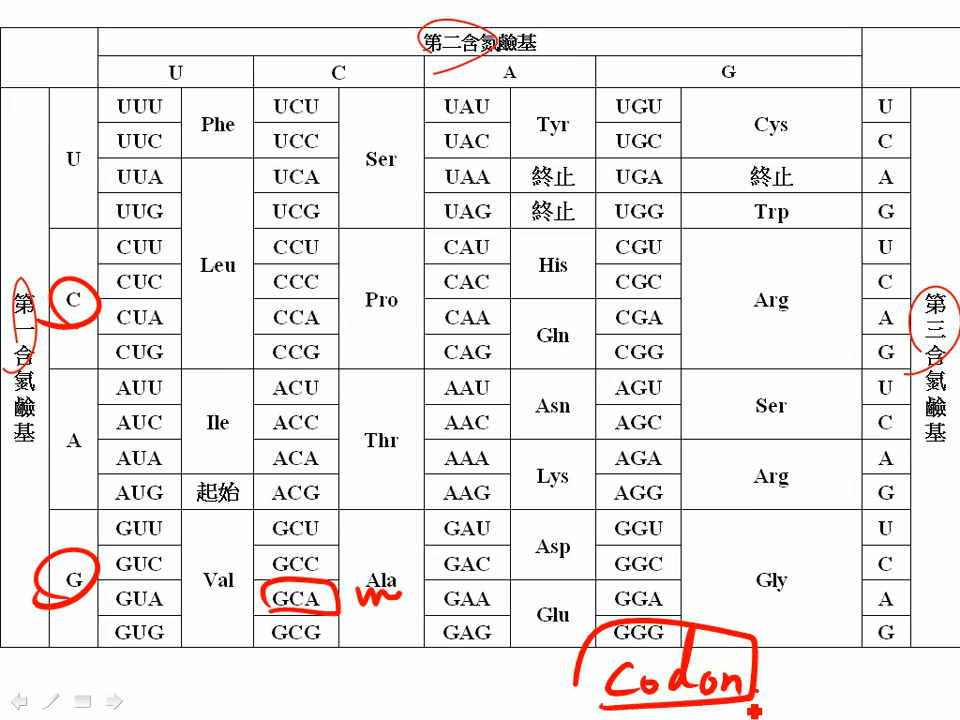 第二含氮鹼基
U C A G
第一含氮鹼基
第三含氮鹼基
U UUU Phe UCU Ser UAU Tyr UGU Cys U
UUC UCC UAC UGC C
UUA Leu UCA UAA 終止 UGA 終止 A
UUG UCG UAG 終止 UGG Trp G
C CUU CCU Pro CAU His CGU Arg U
CUC CCC CAC CGC C
CUA CCA CAA Gln CGA A
CUG CCG CAG CGG G
A AUU Ile ACU Thr AAU Asn AGU Ser U
AUC ACC AAC AGC C
AUA ACA AAA Lys AGA Arg A
AUG 起始 ACG AAG AGG G
G GUU Val GCU Ala GAU Asp GGU Gly U
GUC GCC GAC GGC C
GUA GCA GAA Glu GGA A
GUG GCG GAG GGG G
Codon